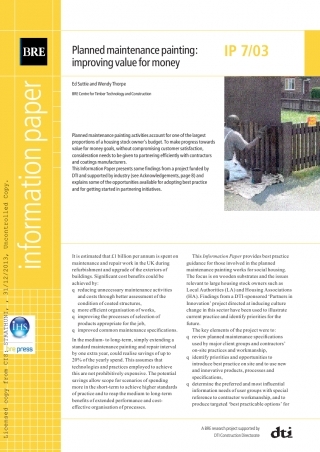 BRE
Planned maintenance painting:
improving value for money
IP 7/03
Ed Suttie and Wendy Thorpe
BRE Centre for Timber Technology and Construction
information paper
Planned maintenance painting activities account for one of the largest
proportions of a housing stock owner's budget. To make progress towards
value for money goals, without compromising customer satisfaction,
consideration needs to be given to partnering efficiently with contractors
and coatings manufacturers.
This Information Paper presents some findings from a project funded by
DTI and supported by industry (see Acknowledgements, page 8) and
explains some of the opportunities available for adopting best practice
and for getting started in partnering initiatives.
It is estimated that £1 billion per annum is spent on
maintenance and repair work in the UK during
refurbishment and upgrade of the exteriors of
buildings. Significant cost benefits could be
achieved by:
q reducing unnecessary maintenance activities
and costs through better assessment of the
condition of coated structures,
q more efficient organisation of works,
q improving the processes of selection of
products appropriate for the job,
q improved common maintenance specifications.
In the medium- to long-term, simply extending a
standard maintenance painting and repair interval
by one extra year, could realise savings of up to
20% of the yearly spend. This assumes that
technologies and practices employed to achieve
this are not prohibitively expensive. The potential
savings allow scope for scenarios of spending
more in the short-term to achieve higher standards
of practice and to reap the medium to long-term
benefits of extended performance and cost-
effective organisation of processes.
This Information Paper provides best practice
guidance for those involved in the planned
maintenance painting works for social housing.
The focus is on wooden substrates and the issues
relevant to large housing stock owners such as
Local Authorities (LAs) and Housing Associations
(HAs). Findings from a DTI-sponsored 'Partners in
Innovation' project directed at inducing culture
change in this sector have been used to illustrate
current practice and identify priorities for the
future.
The key elements of the project were to:
q review planned maintenance specifications
used by major client groups and contractors'
on-site practices and workmanship,
q identify priorities and opportunities to
introduce best practice on site and to use new
and innovative products, processes and
specifications,
q determine the preferred and most influential
information needs of user groups with special
reference to contractor workmanship, and to
produce targeted 'best practicable options' for
IHS
press
A BRE research project supported by
DTI Construction Directorate
dti